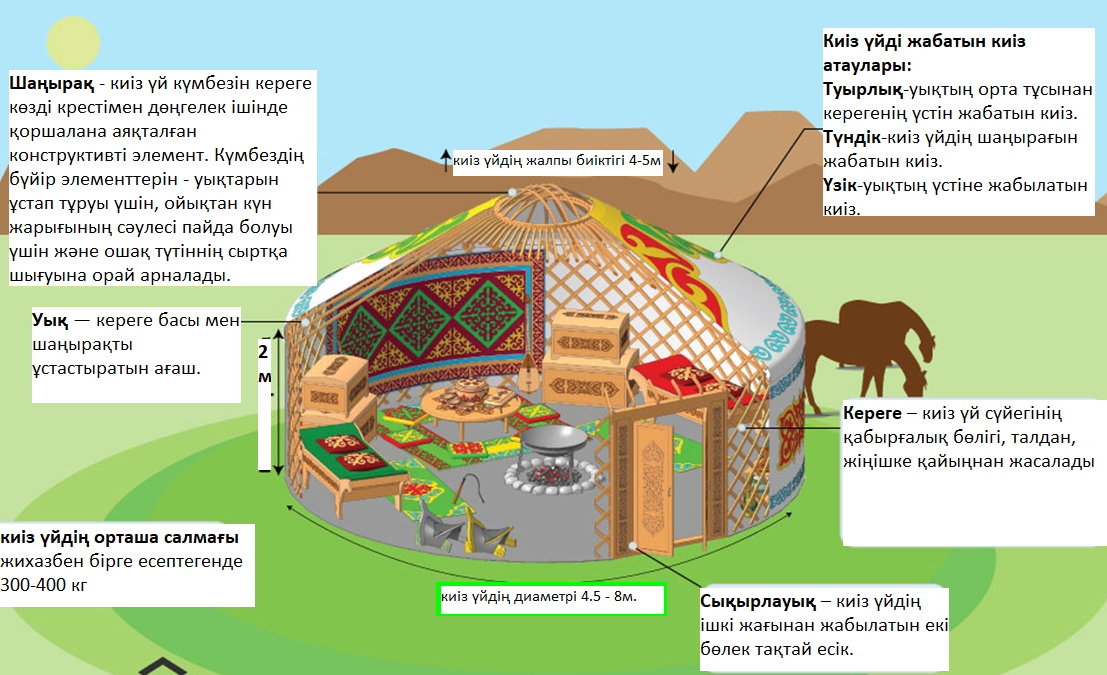 Шаңырақ - киіз үй күмбезін кереге
көзді крестімен дөңгелек ішінде
қоршалана аяқталған
конструктивті элемент. Күмбездің
бүйір элементтерін - уықтарын
ұстап тұруы үшін, ойықтан күн
жарығының сәулесі пайда болуы
үшін және ошақ түтіннің сыртқа
шығуына орай арналады.
киіз үйдің жалпы биіктігі 4-5м
Киіз үйді жабатын киіз
атаулары:
Туырлық-уықтың орта тұсынан
керегенің үстін жабатын киіз.
Түндік-киіз үйдің шаңырағын
жабатын киіз.
Үзік-уықтың үстіне жабылатын
киіз.
Уық — кереге басы мен
шаңырақты
ұстастыратын ағаш.
2
м
Кереге – киіз үй сүйегінің
қабырғалық бөлігі, талдан,
жіңішке қайыңнан жасалады
киіз үйдің орташа салмағы
жихазбен бірге есептегенде
300-400 кг
киіз үйдің диаметрі 4.5 - 8м.
Сықырлауық – киіз үйдің
ішкі жағынан жабылатын екі
бөлек тақтай есік.